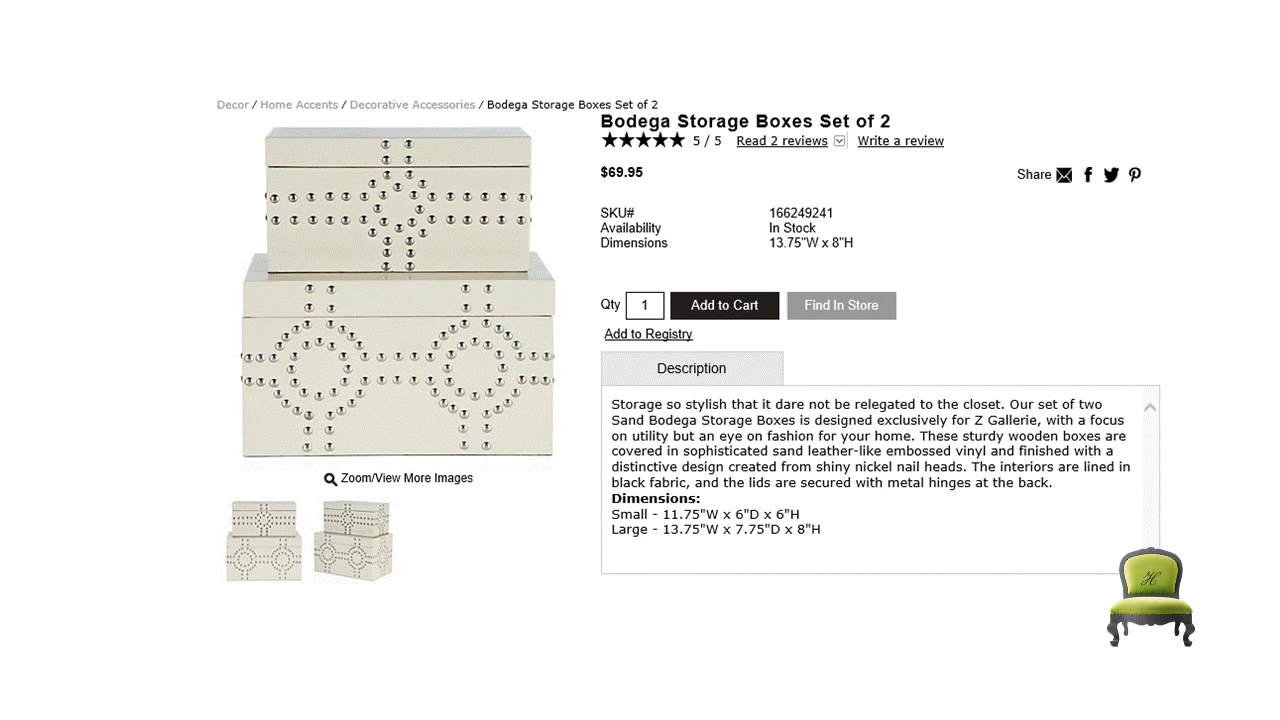 Decor / Home Accents / Decorative Accessories / Bodega Storage Boxes Set of 2
Bodega Storage Boxes Set of 2
5 / 5 Read 2 reviews Write a review
$69.95
Share
SKU# 166249241
Availability In Stock
Dimensions 13.75"W x 8"H
Qty 1 Add to Cart Find In Store
Add to Registry
Description
Storage so stylish that it dare not be relegated to the closet. Our set of two
Sand Bodega Storage Boxes is designed exclusively for Z Gallerie, with a focus
on utility but an eye on fashion for your home. These sturdy wooden boxes are
covered in sophisticated sand leather-like embossed vinyl and finished with a
distinctive design created from shiny nickel nail heads. The interiors are lined in
black fabric, and the lids are secured with metal hinges at the back.
Dimensions:
Small - 11.75"W x 6"D x 6"H
Large - 13.75"W x 7.75"D x 8"H
Zoom/View More Images
H